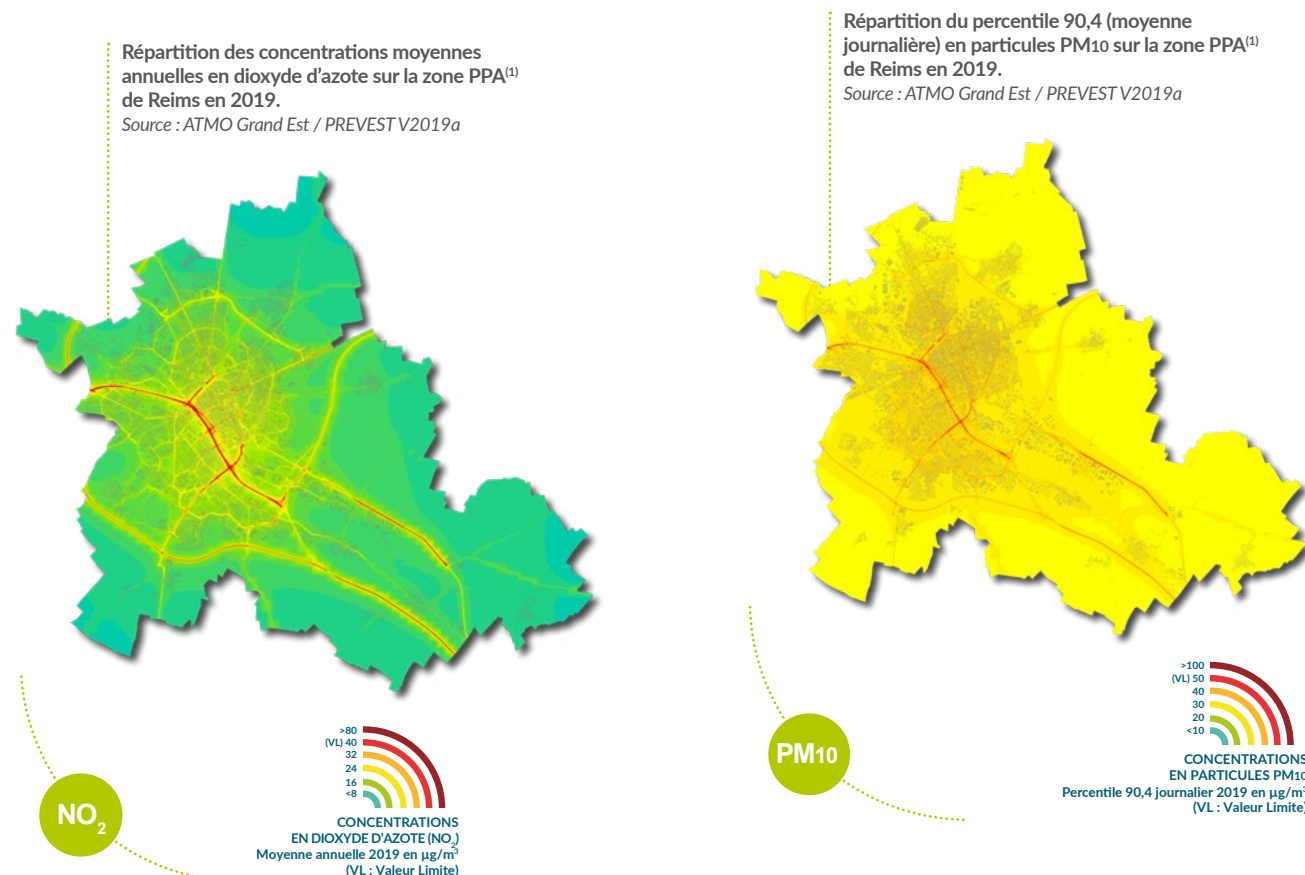 Répartition des concentrations moyennes
annuelles en dioxyde d'azote sur la zone PPA(1)
de Reims en 2019.
Source : ATMO Grand Est / PREVEST V2019a
>80
(VL) 40
32
24
16
<8
CONCENTRATIONS
EN DIOXYDE D'AZOTE (NO2)
Moyenne annuelle 2019 en µg/m3
(VL : Valeur Limite)
NO2
Répartition du percentile 90,4 (moyenne
journalière) en particules PM10 sur la zone PPA(1)
de Reims en 2019.
Source : ATMO Grand Est / PREVEST V2019a
>100
(VL) 50
40
30
20
<10
CONCENTRATIONS
EN PARTICULES PM10
Percentile 90,4 journalier 2019 en µg/m3
(VL : Valeur Limite)
PM10